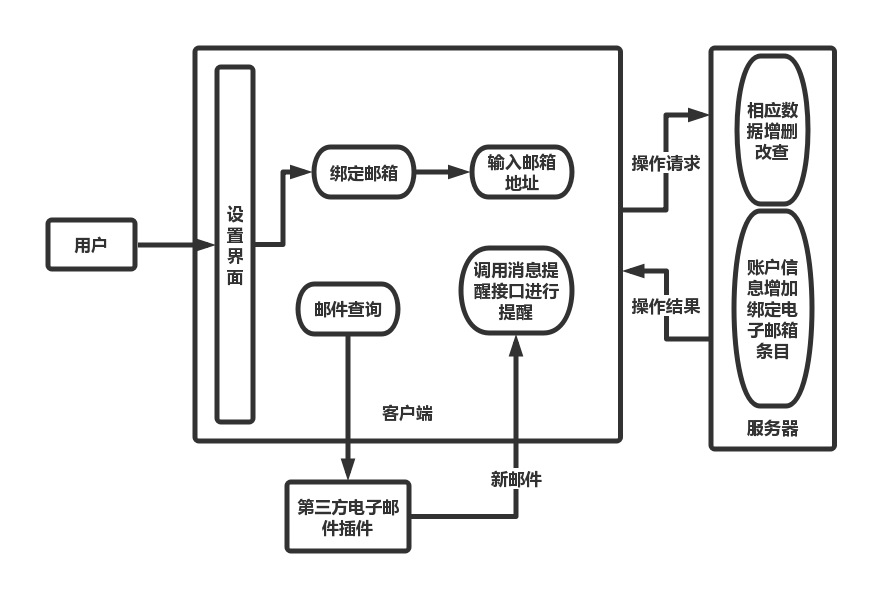 用户
设
置
界
面
绑定邮箱
输入邮箱
地址
邮件查询
调用消息提
醒接口进行
提醒
客户端
第三方电子邮
件插件
新邮件
操作请求
操作结果
相应数
据增删
改查
账户信
息增加
绑定电
子邮箱
条目
服务器